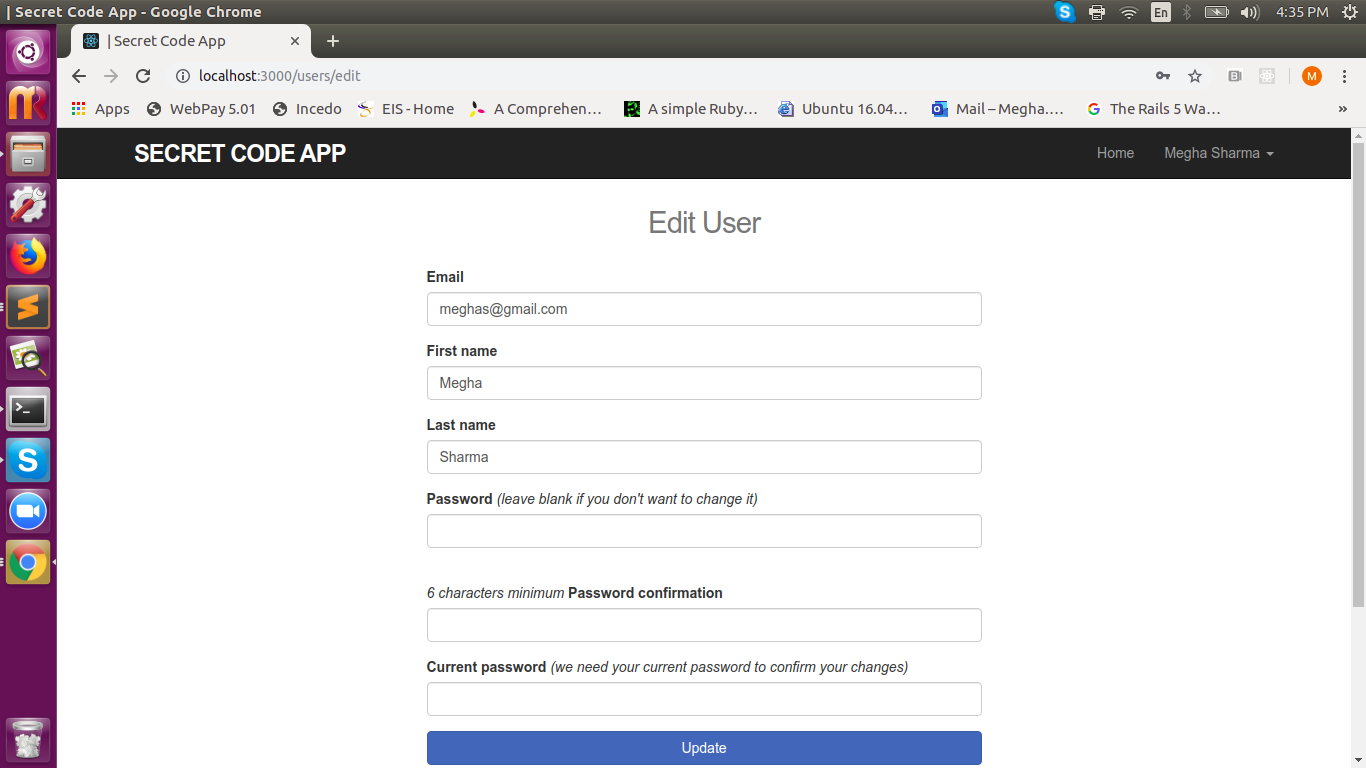 | Secret Code App - Google Chrome
En
4:35 PM
| Secret Code App
localhost:3000/users/edit
M
Apps
WebPay 5.01
Incedo
EIS - Home
A Comprehen…
A simple Ruby…
Ubuntu 16.04…
Mail – Megha.…
The Rails 5 Wa…
»
SECRET CODE APP
Home
Megha Sharma
Edit User
Email
meghas@gmail.com
First name
Megha
Last name
Sharma
Password (leave blank if you don't want to change it)
6 characters minimum Password confirmation
Current password (we need your current password to confirm your changes)
Update